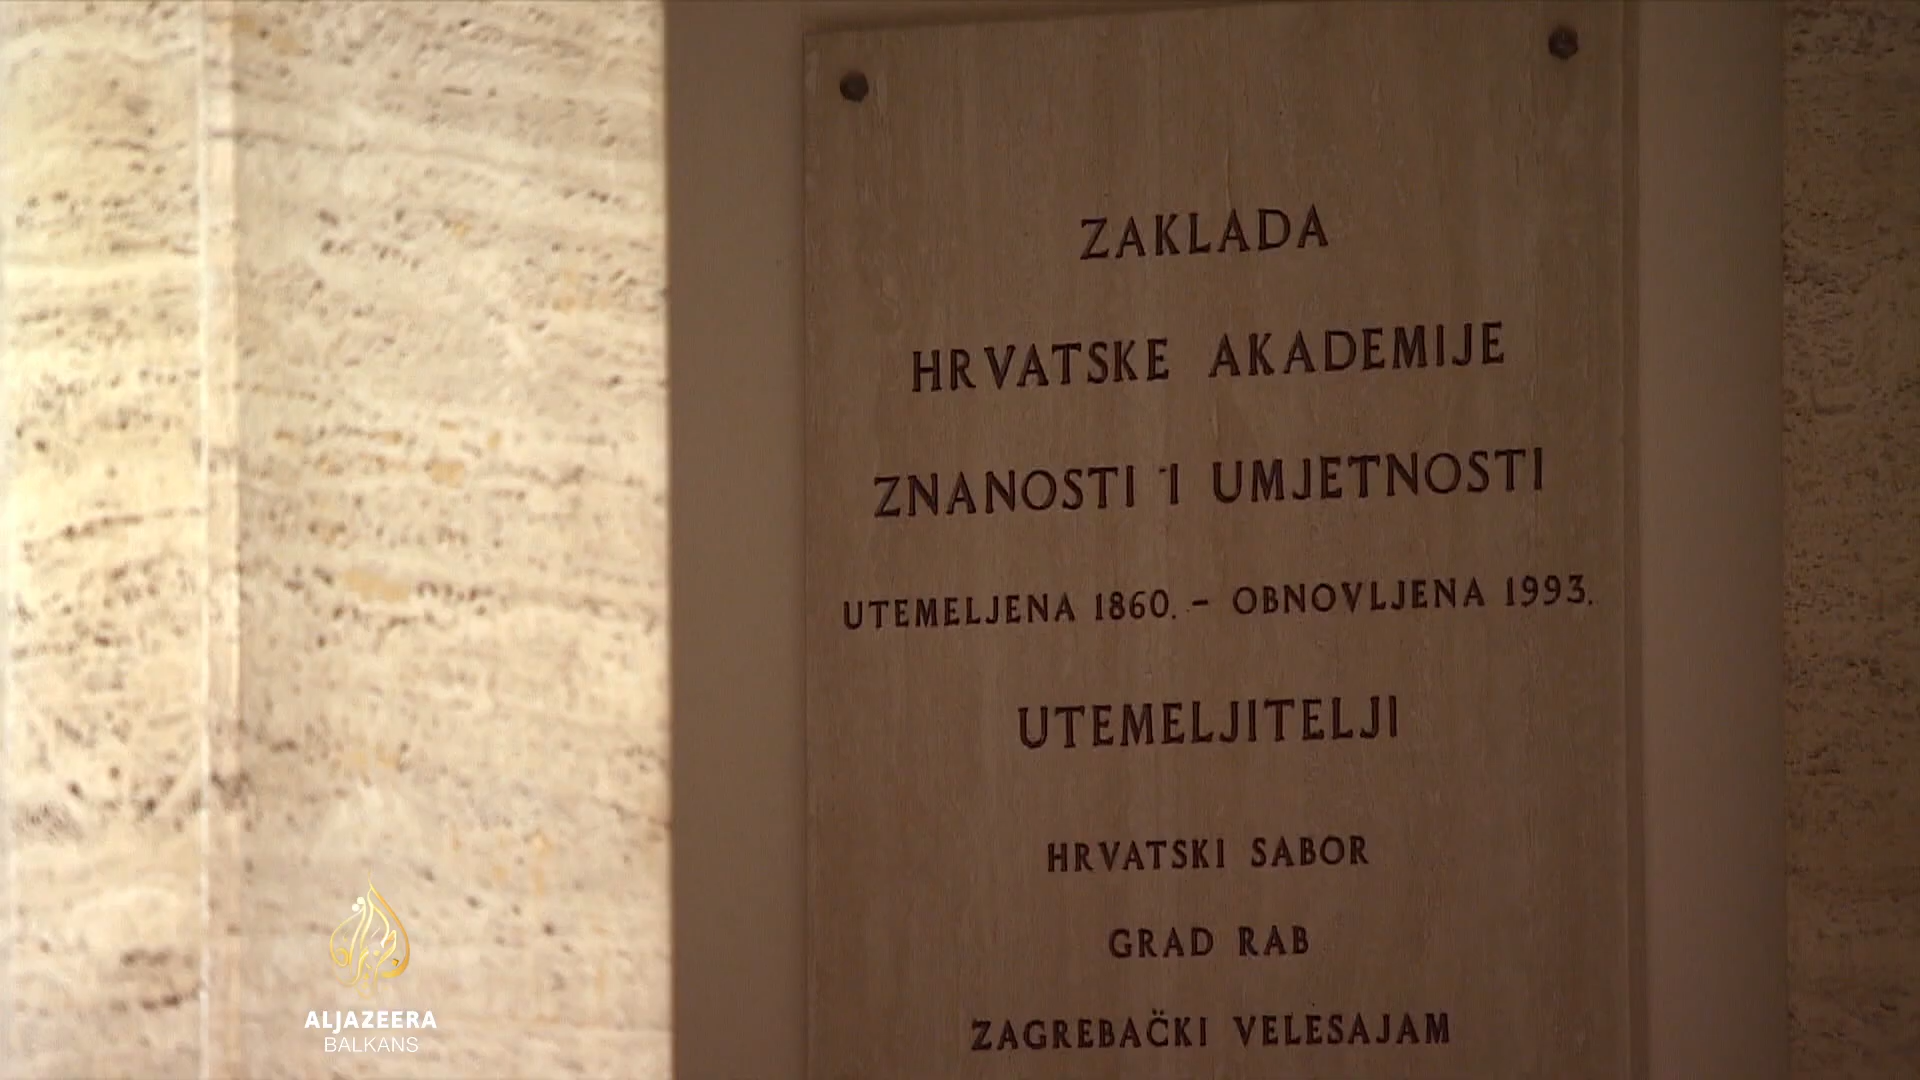 ZAKLADA
HRVATSKE AKADEMIJE
ZNANOSTI I UMJETNOSTI
UTEMELJENA 1860. - OBNOVLJENA 1993.
UTEMELJITELJI
HRVATSKI SABOR
GRAD RAB
ZAGREBAČKI VELESAJAM
ALJAZEERA
BALKANS